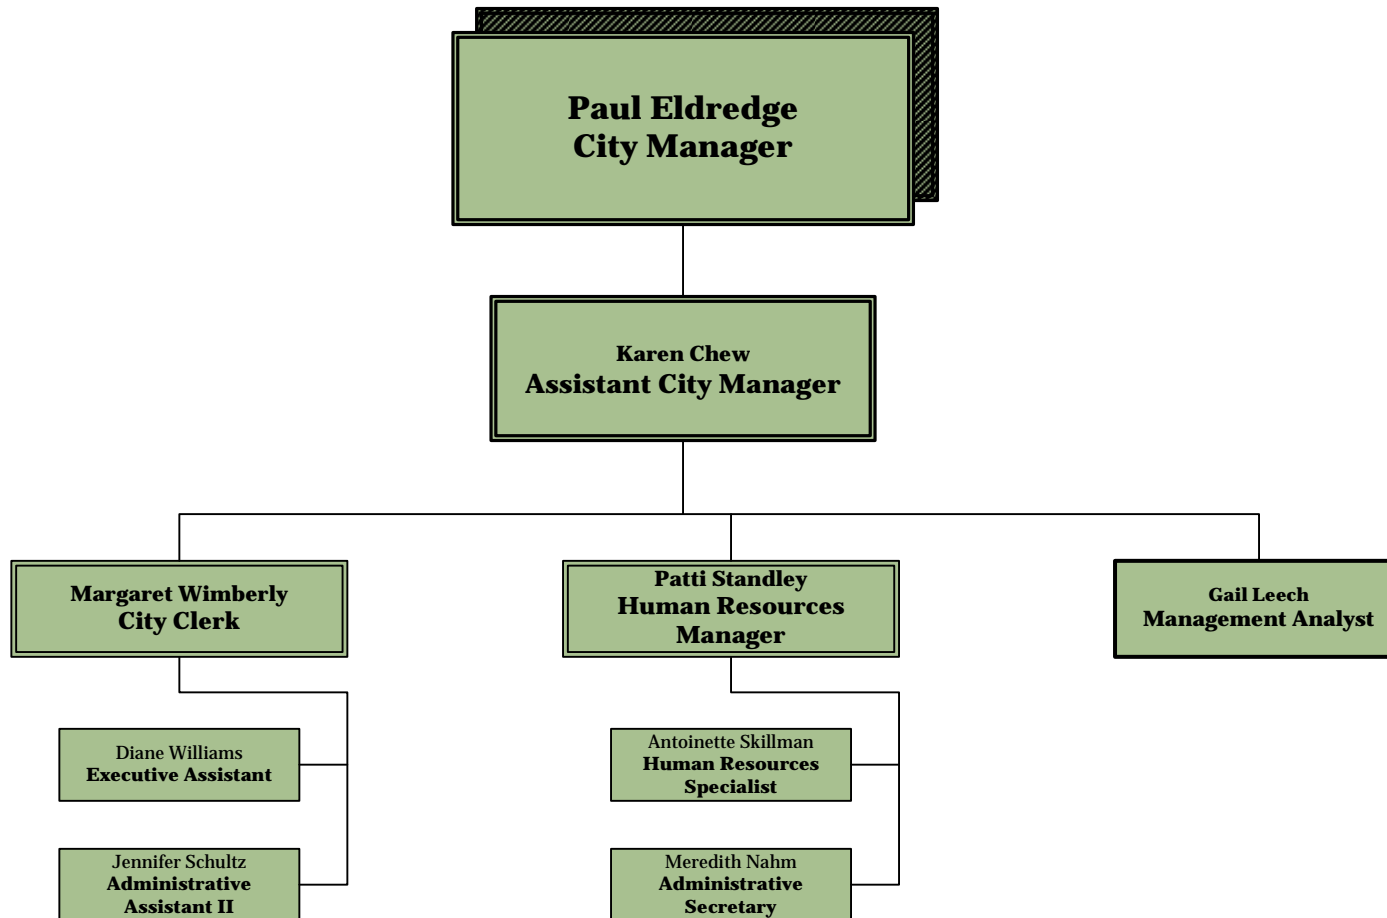 Paul Eldredge
City Manager
Karen Chew
Assistant City Manager
Margaret Wimberly
City Clerk
Patti Standley
Human Resources
Manager
Gail Leech
Management Analyst
Diane Williams
Executive Assistant
Antoinette Skillman
Human Resources
Specialist
Jennifer Schultz
Administrative
Assistant II
Meredith Nahm
Administrative
Secretary